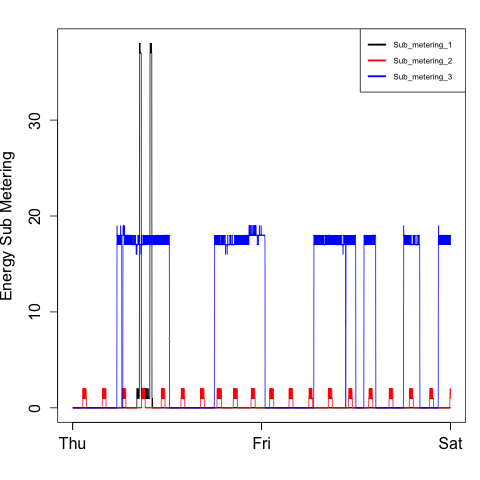 Sub_metering_1
Sub_metering_2
Sub_metering_3
Energy Sub Metering
30
20
10
0
Thu Fri Sat